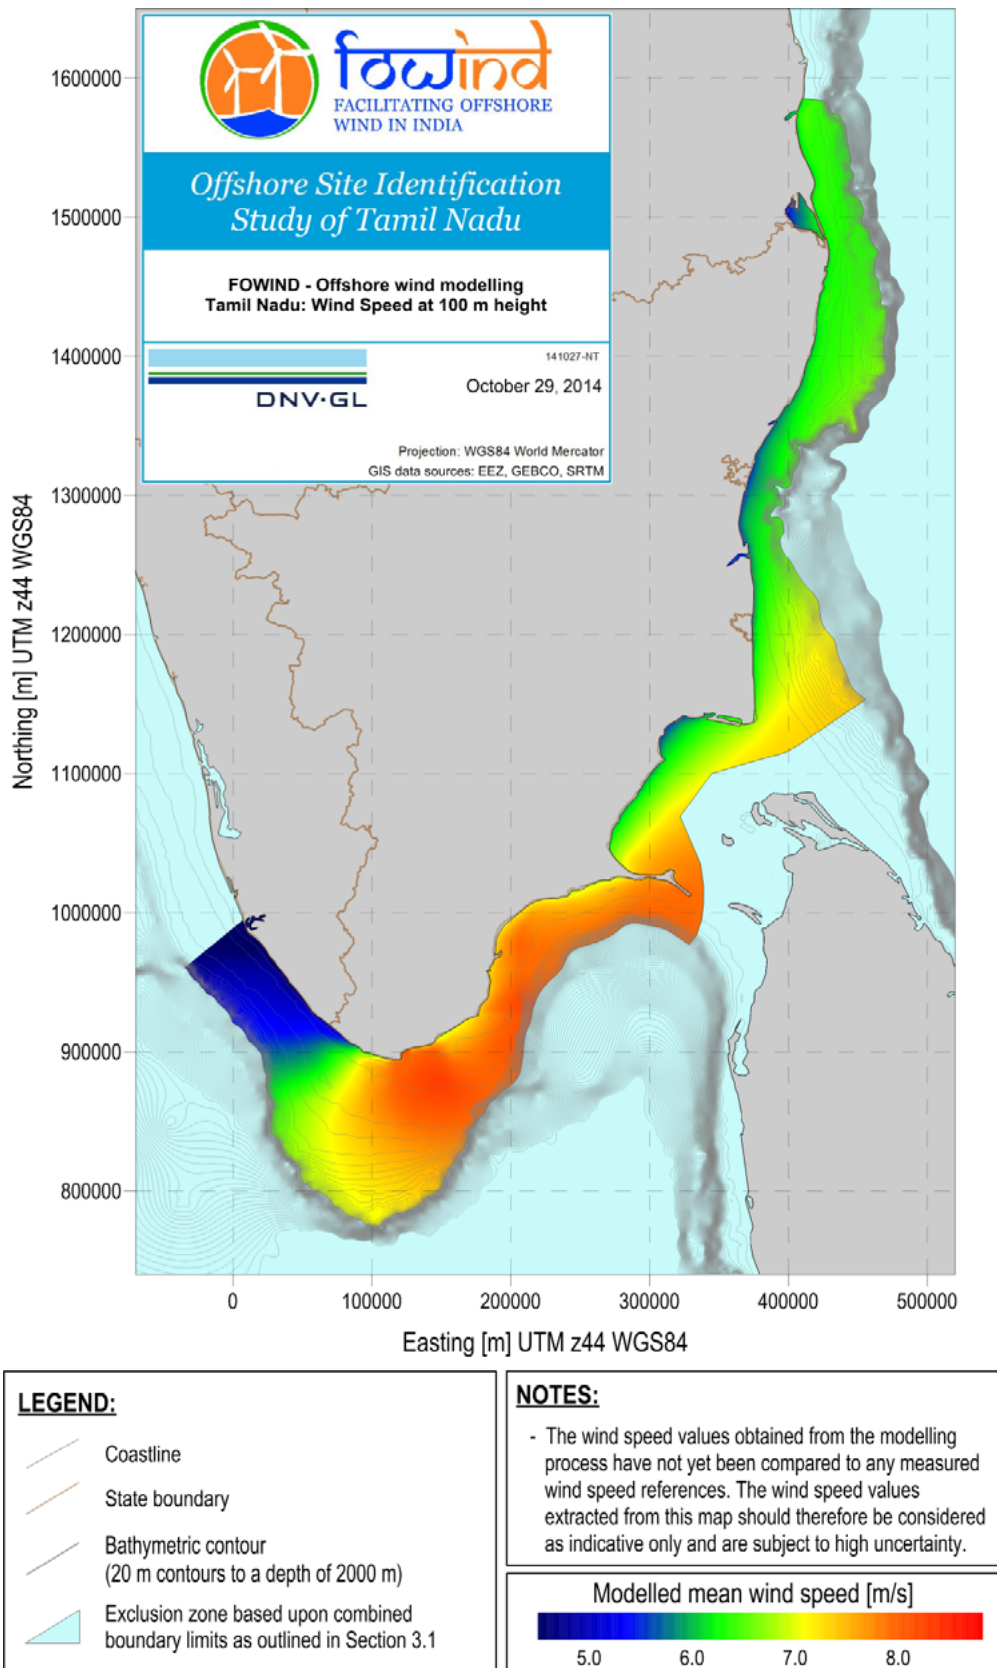 fowind
FACILITATING OFFSHORE
WIND IN INDIA
Offshore Site Identification
Study of Tamil Nadu
FOWIND - Offshore wind modelling
Tamil Nadu: Wind Speed at 100 m height
141027-NT
DNV·GL
October 29, 2014
Projection: WGS84 World Mercator
GIS data sources: EEZ, GEBCO, SRTM
Northing [m] UTM z44 WGS84
1600000
1500000
1400000
1300000
1200000
1100000
1000000
900000
800000
0
100000
200000
300000
400000
500000
Easting [m] UTM z44 WGS84
LEGEND:
Coastline
State boundary
Bathymetric contour
(20 m contours to a depth of 2000 m)
Exclusion zone based upon combined
boundary limits as outlined in Section 3.1
NOTES:
- The wind speed values obtained from the modelling
process have not yet been compared to any measured
wind speed references. The wind speed values
extracted from this map should therefore be considered
as indicative only and are subject to high uncertainty.
Modelled mean wind speed [m/s]
5.0 6.0 7.0 8.0